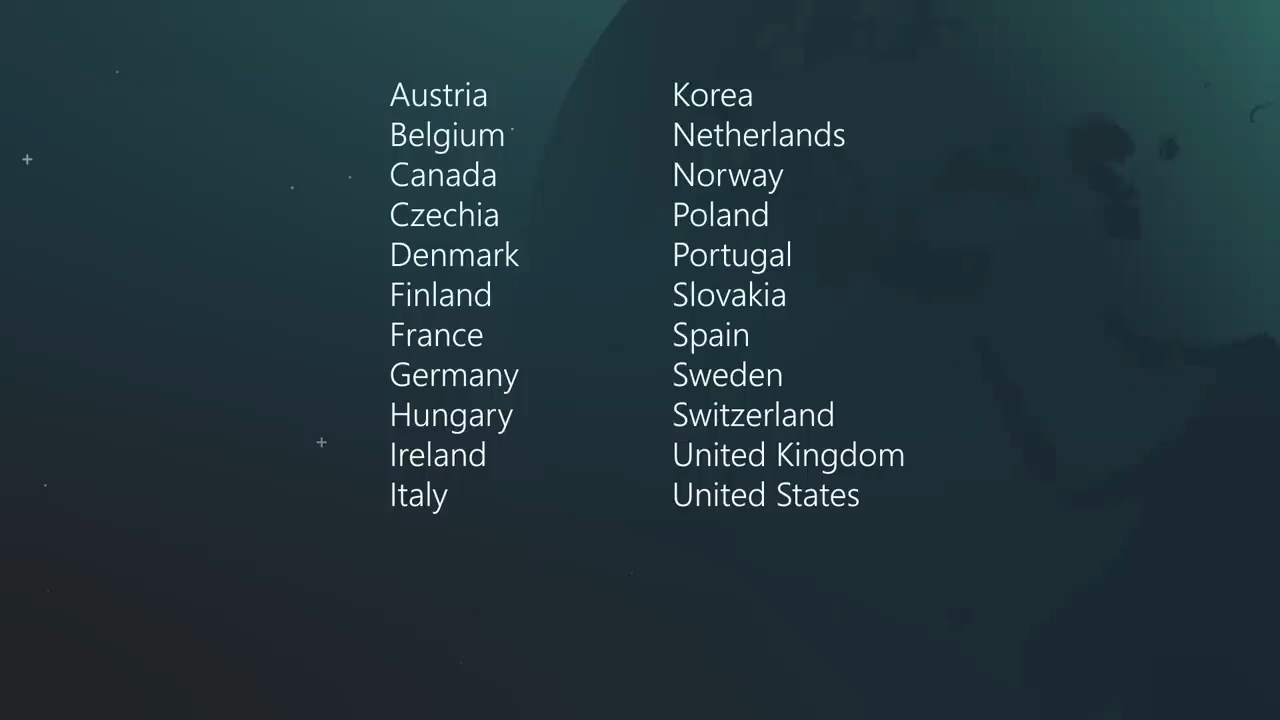 Austria
Belgium
Canada
Czechia
Denmark
Finland
France
Germany
Hungary
Ireland
Italy
Korea
Netherlands
Norway
Poland
Portugal
Slovakia
Spain
Sweden
Switzerland
United Kingdom
United States